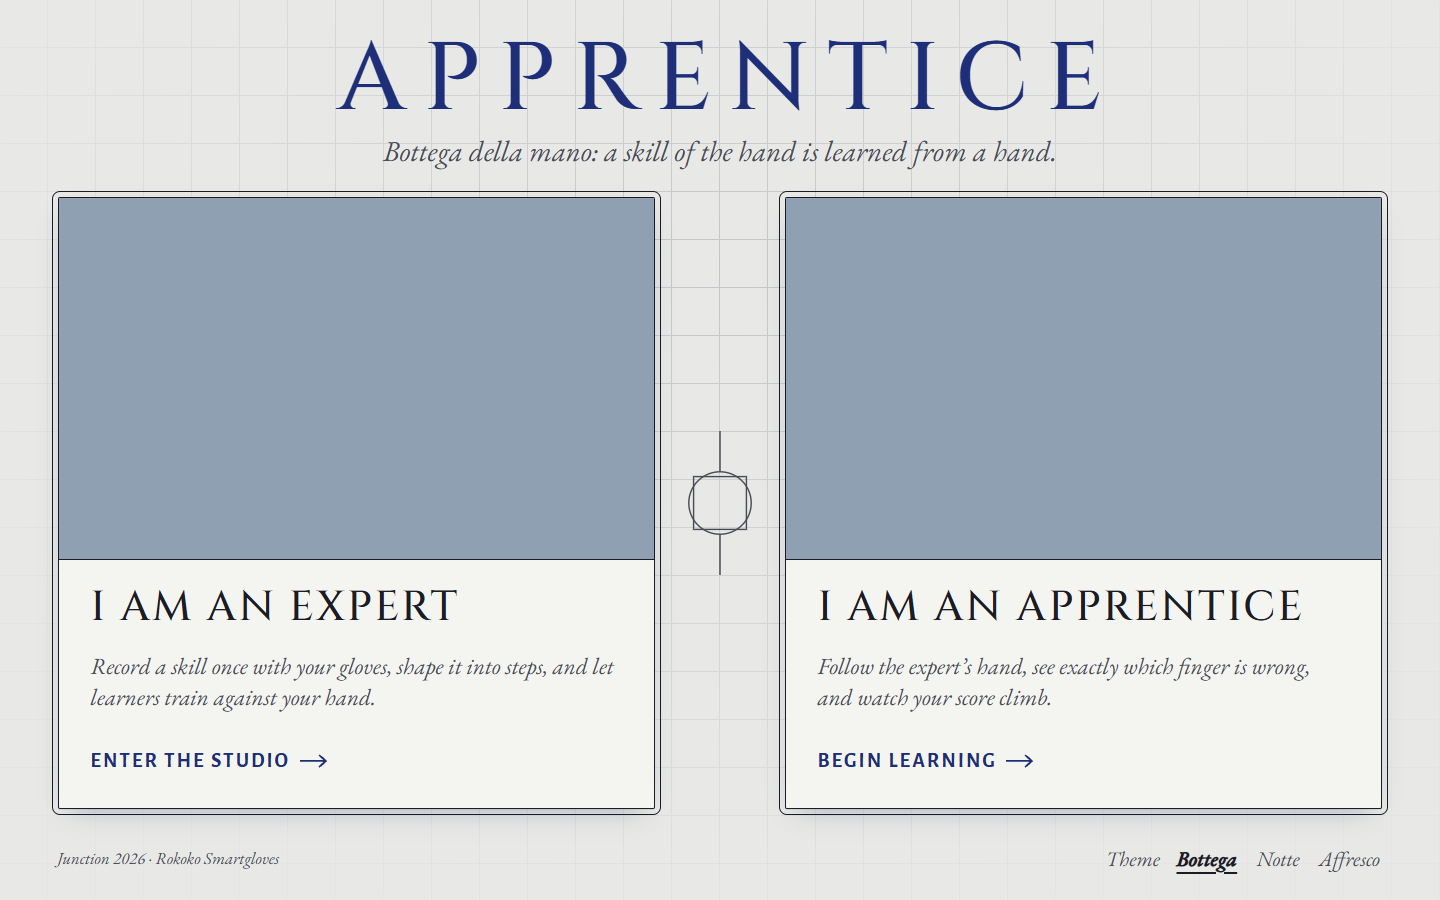 APPRENTICE
Bottega della mano: a skill of the hand is learned from a hand.
I AM AN EXPERT
Record a skill once with your gloves, shape it into steps, and let
learners train against your hand.
ENTER THE STUDIO
I AM AN APPRENTICE
Follow the expert’s hand, see exactly which finger is wrong,
and watch your score climb.
BEGIN LEARNING
Junction 2026 · Rokoko Smartgloves
Theme Bottega Notte Affresco